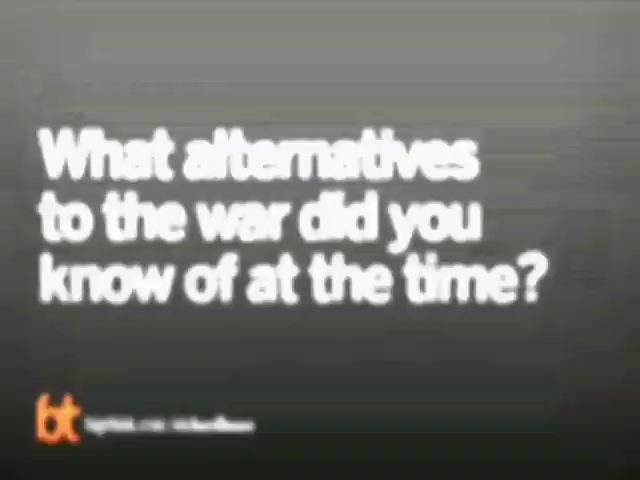 What alternatives
to the war did you
know of at the time?
bt